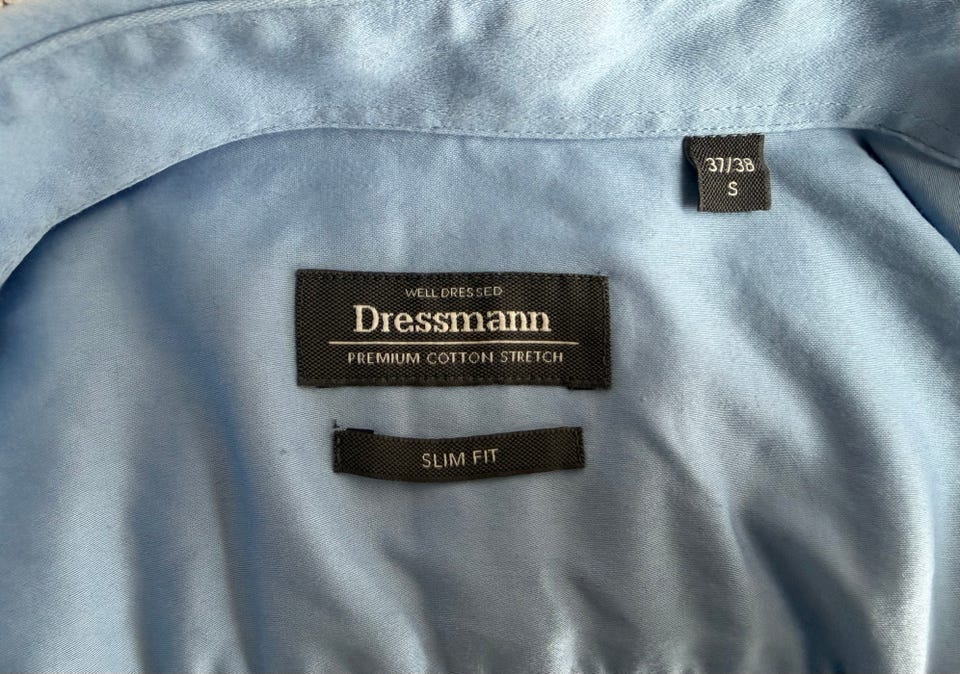 37/38
S
WELL DRESSED
Dressmann
PREMIUM COTTON STRETCH
SLIM FIT